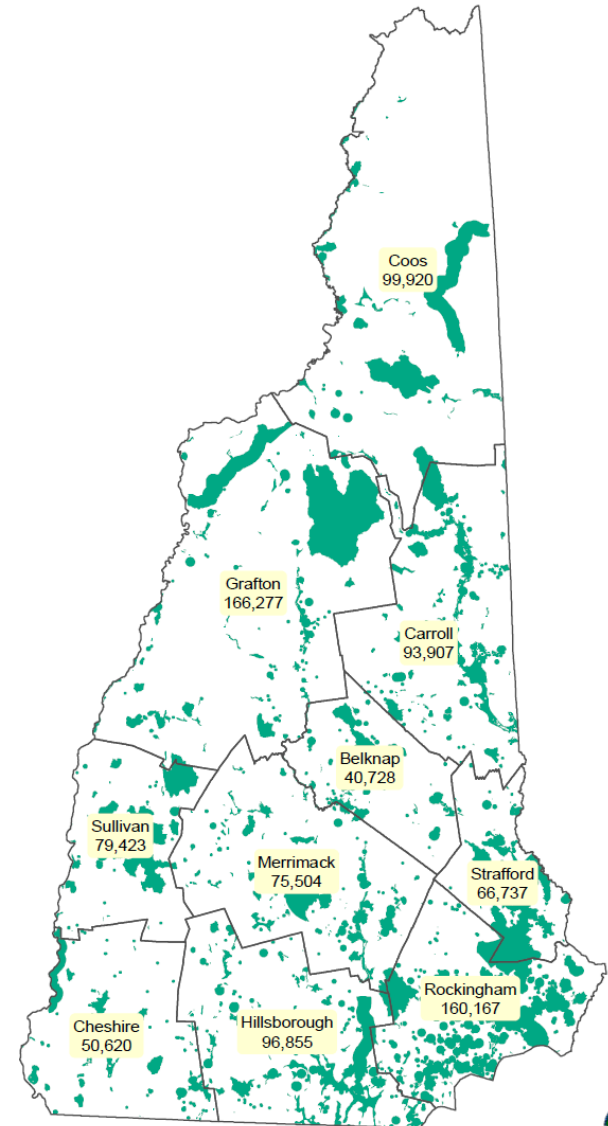 Coos
99,920
Grafton
166,277
Carroll
93,907
Belknap
40,728
Sullivan
79,423
Merrimack
75,504
Strafford
66,737
Rockingham
160,167
Cheshire
50,620
Hillsborough
96,855